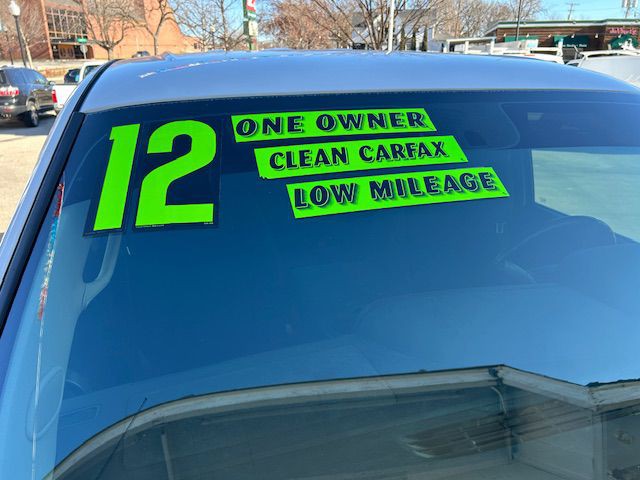 12
ONE OWNER
CLEAN CARFAX
LOW MILEAGE